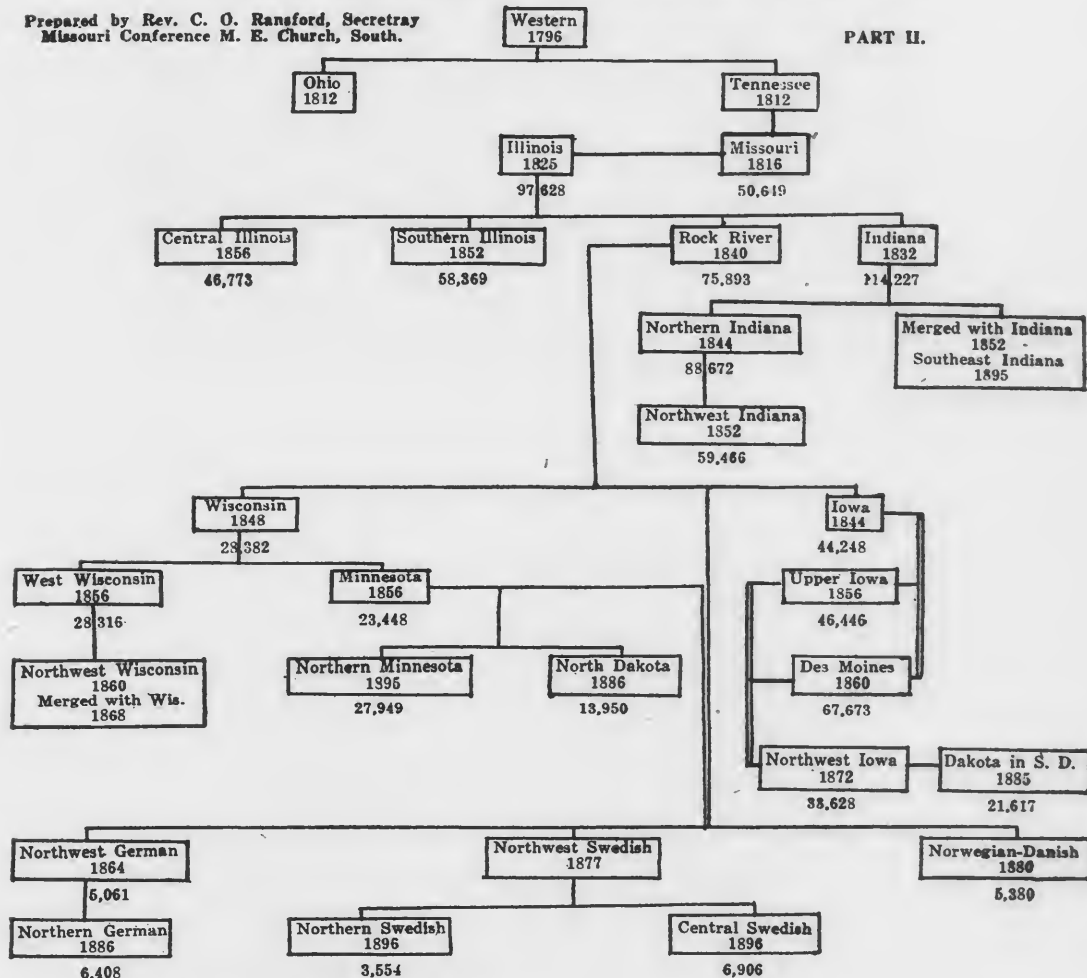 Prepared by Rev. C. O. Ransford, Secretray
Missouri Conference M. E. Church, South.
PART II.
Western
1796
Ohio
1812
Tennessee
1812
Illinois
1825
97,628
Missouri
1816
50,649
Central Illinois
1856
46,773
Southern Illinois
1852
58,369
Rock River
1840
75,893
Indiana
1832
114,227
Northern Indiana
1844
88,672
Merged with Indiana
1852
Southeast Indiana
1895
Northwest Indiana
1852
59,466
Wisconsin
1848
28,382
Iowa
1844
44,248
West Wisconsin
1856
28,316
Minnesota
1856
23,448
Upper Iowa
1856
46,446
Northwest Wisconsin
1860
Merged with Wis.
1868
Northern Minnesota
1895
27,949
North Dakota
1886
13,950
Des Moines
1860
67,673
Northwest Iowa
1872
38,628
Dakota in S. D.
1885
21,617
Northwest German
1864
5,061
Northwest Swedish
1877
Norwegian-Danish
1880
5,380
Northern German
1886
6,408
Northern Swedish
1896
3,554
Central Swedish
1896
6,906